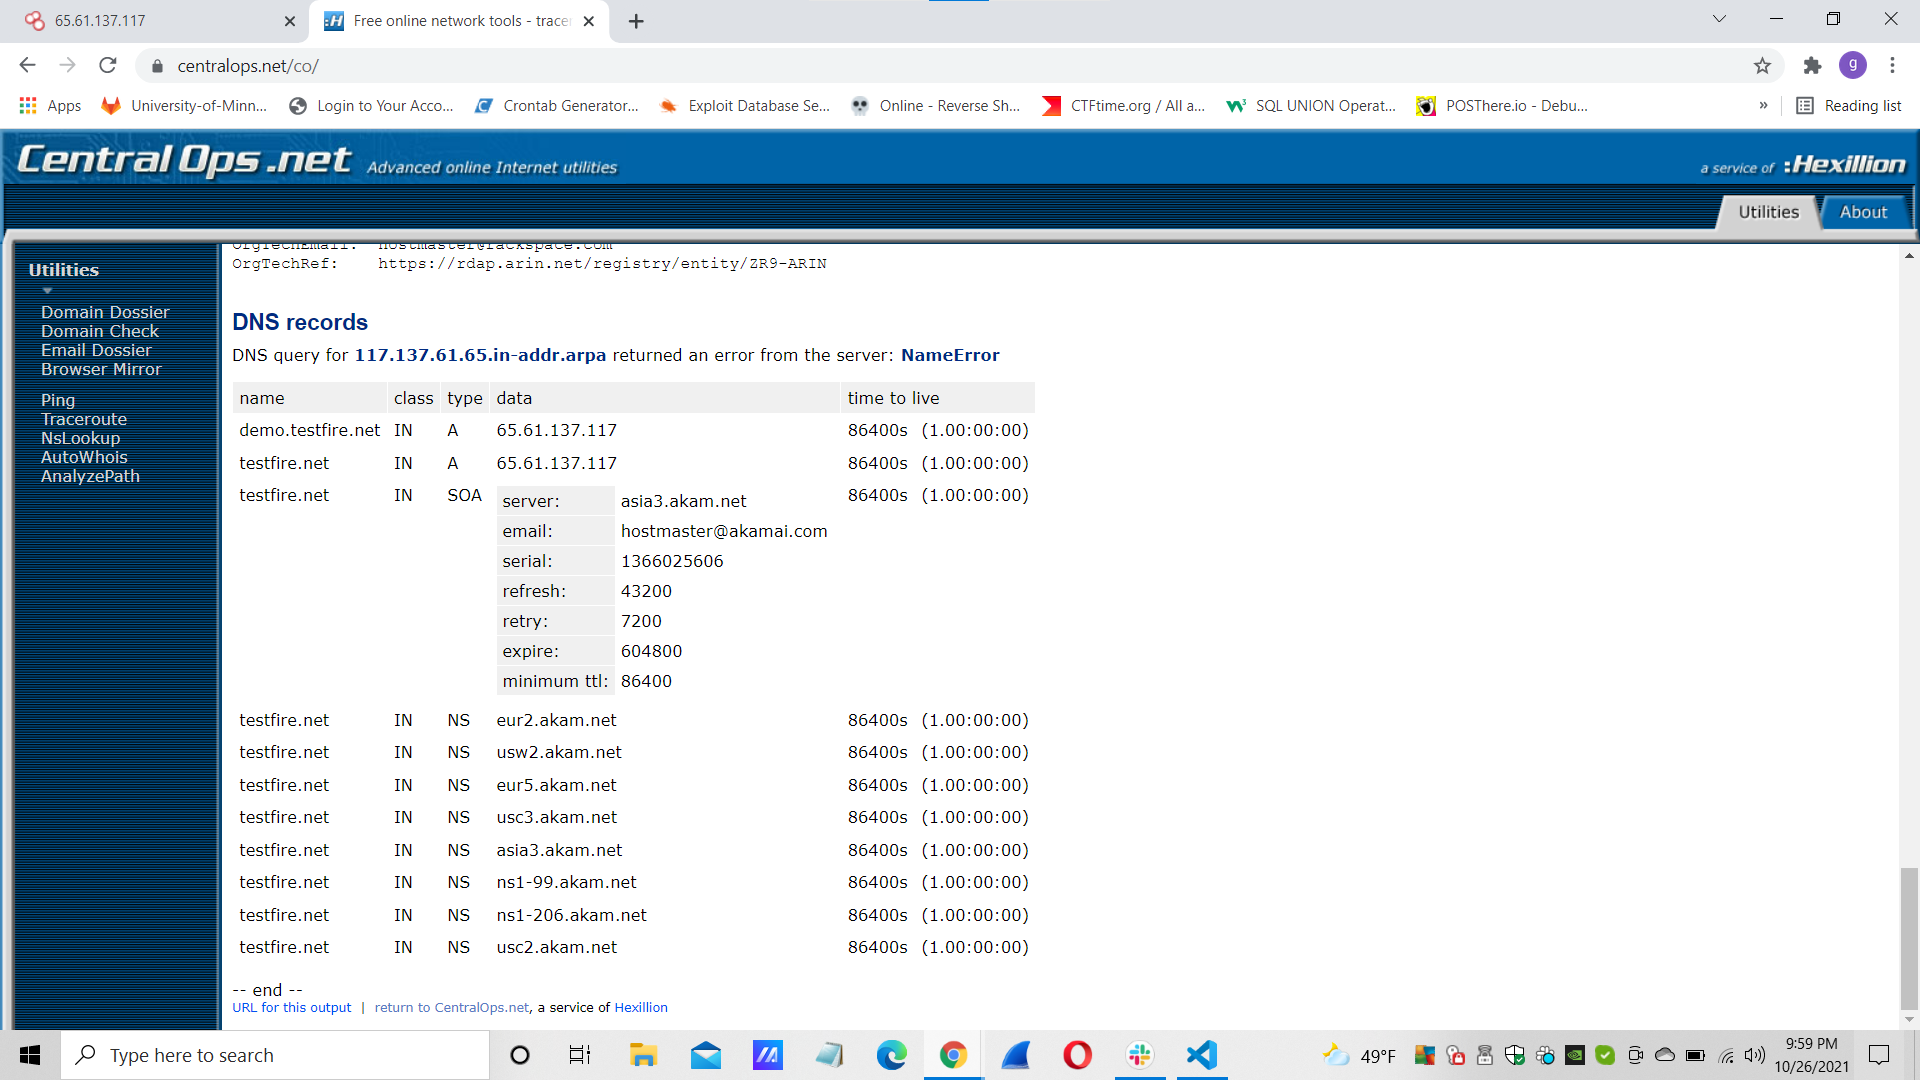 65.61.137.117
Free online network tools - tracer
centralops.net/co/
g
Apps University-of-Minn... Login to Your Acco... Crontab Generator... Exploit Database Se... Online - Reverse Sh... CTFtime.org / All a... SQL UNION Operat... POSThere.io - Debu... » Reading list
Central Ops .net Advanced online Internet utilities a service of :Hexillion
Utilities About
Utilities
Domain Dossier
Domain Check
Email Dossier
Browser Mirror
Ping
Traceroute
NsLookup
AutoWhois
AnalyzePath
OrgTechEmail: hostmaster@rackspace.com
OrgTechRef: https://rdap.arin.net/registry/entity/ZR9-ARIN
DNS records
DNS query for 117.137.61.65.in-addr.arpa returned an error from the server: NameError
name class type data time to live
demo.testfire.net IN A 65.61.137.117 86400s (1.00:00:00)
testfire.net IN A 65.61.137.117 86400s (1.00:00:00)
testfire.net IN SOA server: asia3.akam.net 86400s (1.00:00:00)
email: hostmaster@akamai.com
serial: 1366025606
refresh: 43200
retry: 7200
expire: 604800
minimum ttl: 86400
testfire.net IN NS eur2.akam.net 86400s (1.00:00:00)
testfire.net IN NS usw2.akam.net 86400s (1.00:00:00)
testfire.net IN NS eur5.akam.net 86400s (1.00:00:00)
testfire.net IN NS usc3.akam.net 86400s (1.00:00:00)
testfire.net IN NS asia3.akam.net 86400s (1.00:00:00)
testfire.net IN NS ns1-99.akam.net 86400s (1.00:00:00)
testfire.net IN NS ns1-206.akam.net 86400s (1.00:00:00)
testfire.net IN NS usc2.akam.net 86400s (1.00:00:00)
-- end --
URL for this output | return to CentralOps.net, a service of Hexillion
Type here to search
49°F
9:59 PM
10/26/2021